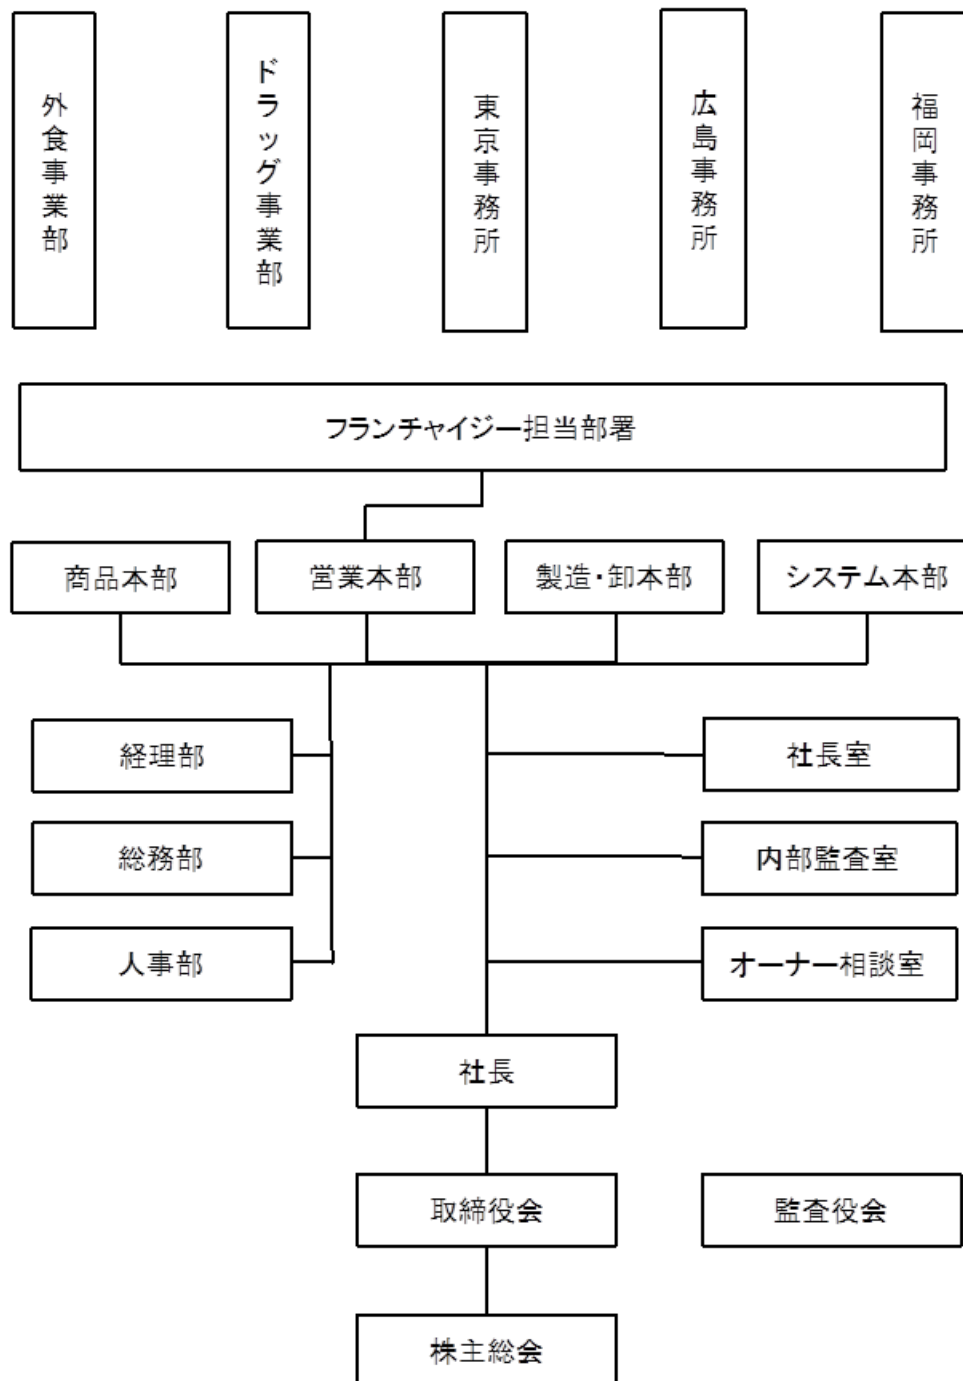 外食事業部
ドラッグ事業部
東京事務所
広島事務所
福岡事務所
フランチャイジー担当部署
商品本部
営業本部
製造・卸本部
システム本部
経理部
社長室
総務部
内部監査室
人事部
オーナー相談室
社長
取締役会
監査役会
株主総会